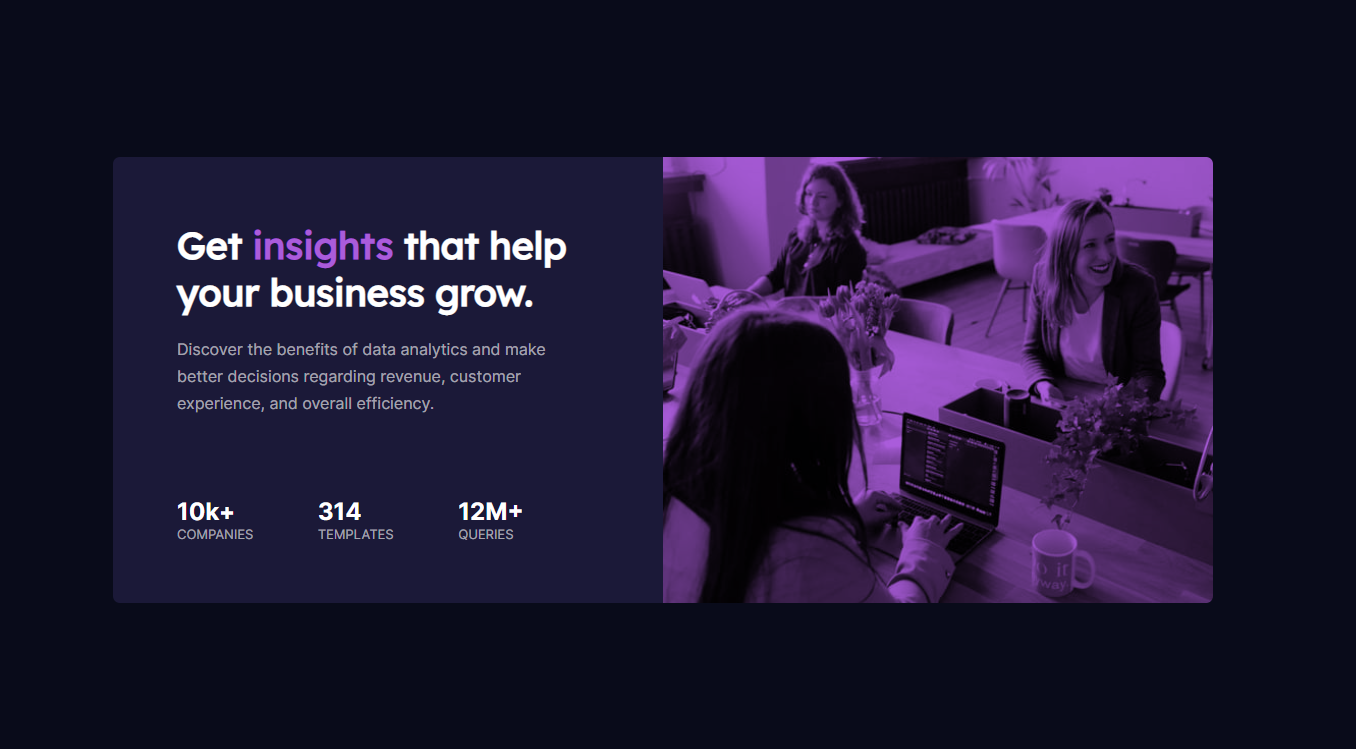 Get insights that help
your business grow.
Discover the benefits of data analytics and make
better decisions regarding revenue, customer
experience, and overall efficiency.
10k+ 314 12M+
COMPANIES TEMPLATES QUERIES